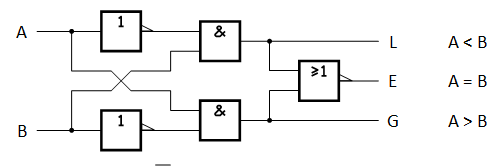 1
A & L A < B
≥1 E A = B
& G A > B
B 1